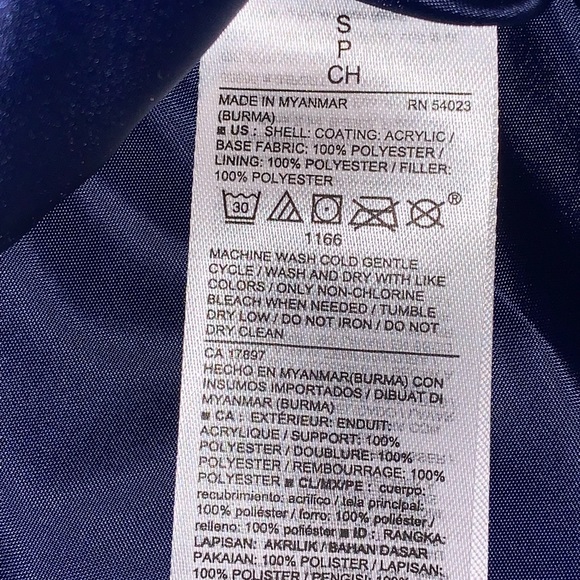 S
P
CH
MADE IN MYANMAR RN 54023
(BURMA)
US : SHELL: COATING: ACRYLIC /
BASE FABRIC: 100% POLYESTER /
LINING: 100% POLYESTER / FILLER:
100% POLYESTER
30 ®
1166
MACHINE WASH COLD GENTLE
CYCLE / WASH AND DRY WITH LIKE
COLORS / ONLY NON-CHLORINE
BLEACH WHEN NEEDED / TUMBLE
DRY LOW / DO NOT IRON / DO NOT
DRY CLEAN
CA 17897
HECHO EN MYANMAR(BURMA) CON
INSUMOS IMPORTADOS / DIBUAT DI
MYANMAR (BURMA)
■ CA : EXTÉRIEUR: ENDUIT:
ACRYLIQUE / SUPPORT: 100%
POLYESTER / DOUBLURE: 100%
POLYESTER / REMBOURRAGE: 100%
POLYESTER ■ CL/MX/PE : cuerpo:
recubrimiento: acrílico / tela principal:
100% poliéster / forro: 100% poliéster /
relleno: 100% poliéster ■ ID : RANGKA:
LAPISAN: AKRILIK / BAHAN DASAR
PAKAIAN: 100% POLISTER / LAPISAN:
100% POLISTER / PENGISI: